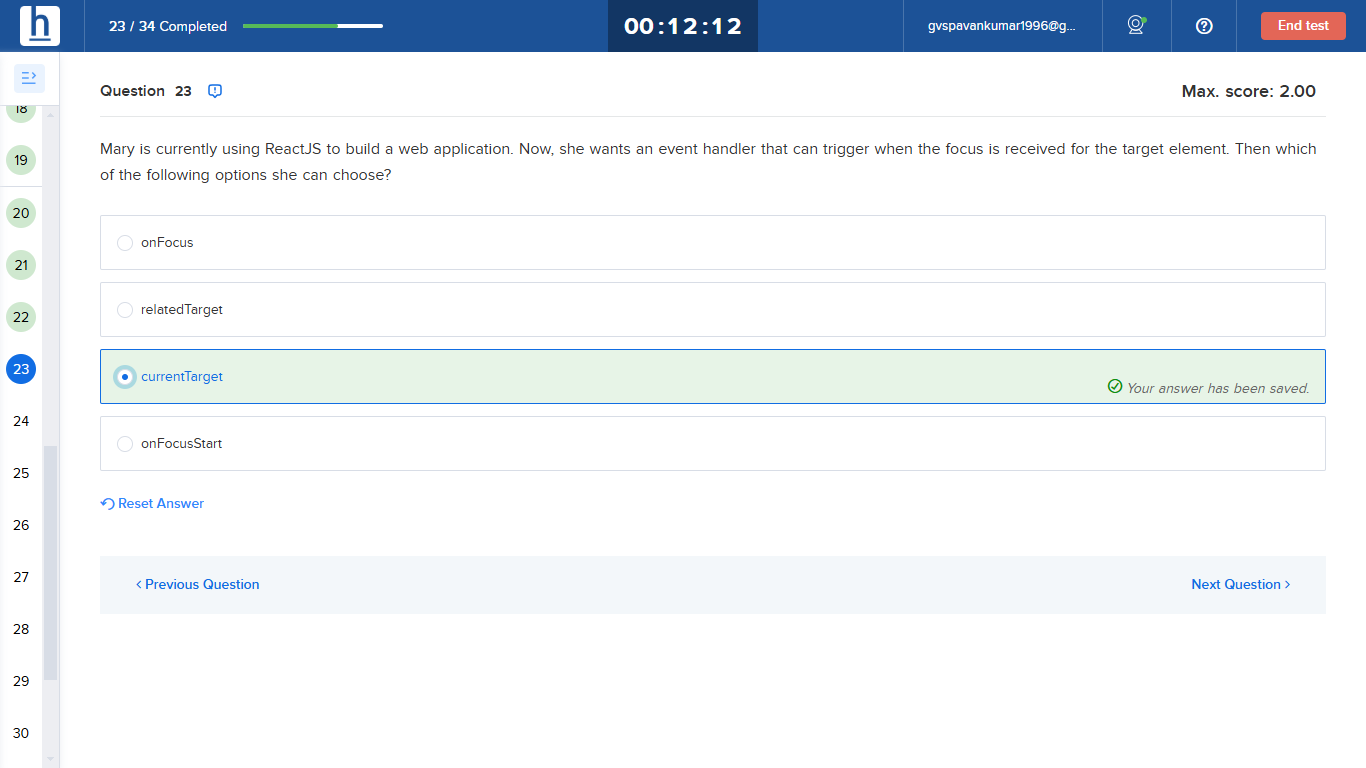 h
23 / 34 Completed
00:12:12
gvspavankumar1996@g...
End test
18
19
20
21
22
23
24
25
26
27
28
29
30
Question 23
Max. score: 2.00
Mary is currently using ReactJS to build a web application. Now, she wants an event handler that can trigger when the focus is received for the target element. Then which
of the following options she can choose?
onFocus
relatedTarget
currentTarget
Your answer has been saved.
onFocusStart
Reset Answer
< Previous Question
Next Question >